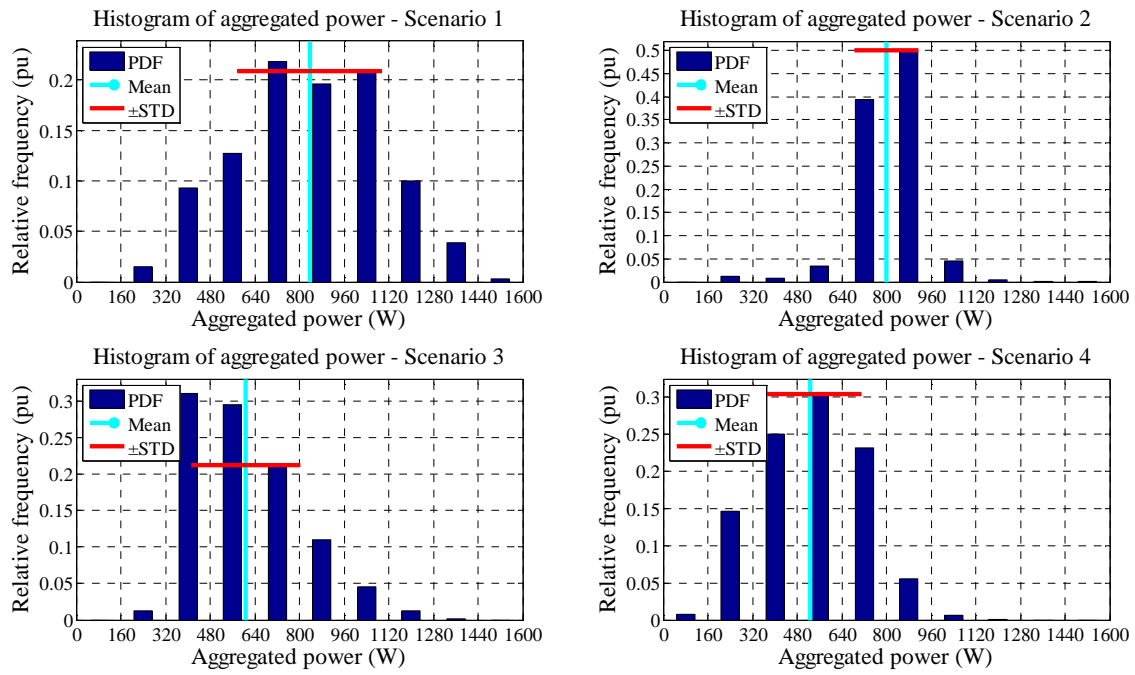 Histogram of aggregated power - Scenario 1
Relative frequency (pu)
0.2
0.15
0.1
0.05
0
PDF
Mean
±STD
0 160 320 480 640 800 960 1120 1280 1440 1600
Aggregated power (W)
Histogram of aggregated power - Scenario 2
Relative frequency (pu)
0.5
0.45
0.4
0.35
0.3
0.25
0.2
0.15
0.1
0.05
0
PDF
Mean
±STD
0 160 320 480 640 800 960 1120 1280 1440 1600
Aggregated power (W)
Histogram of aggregated power - Scenario 3
Relative frequency (pu)
0.3
0.25
0.2
0.15
0.1
0.05
0
PDF
Mean
±STD
0 160 320 480 640 800 960 1120 1280 1440 1600
Aggregated power (W)
Histogram of aggregated power - Scenario 4
Relative frequency (pu)
0.3
0.25
0.2
0.15
0.1
0.05
0
PDF
Mean
±STD
0 160 320 480 640 800 960 1120 1280 1440 1600
Aggregated power (W)